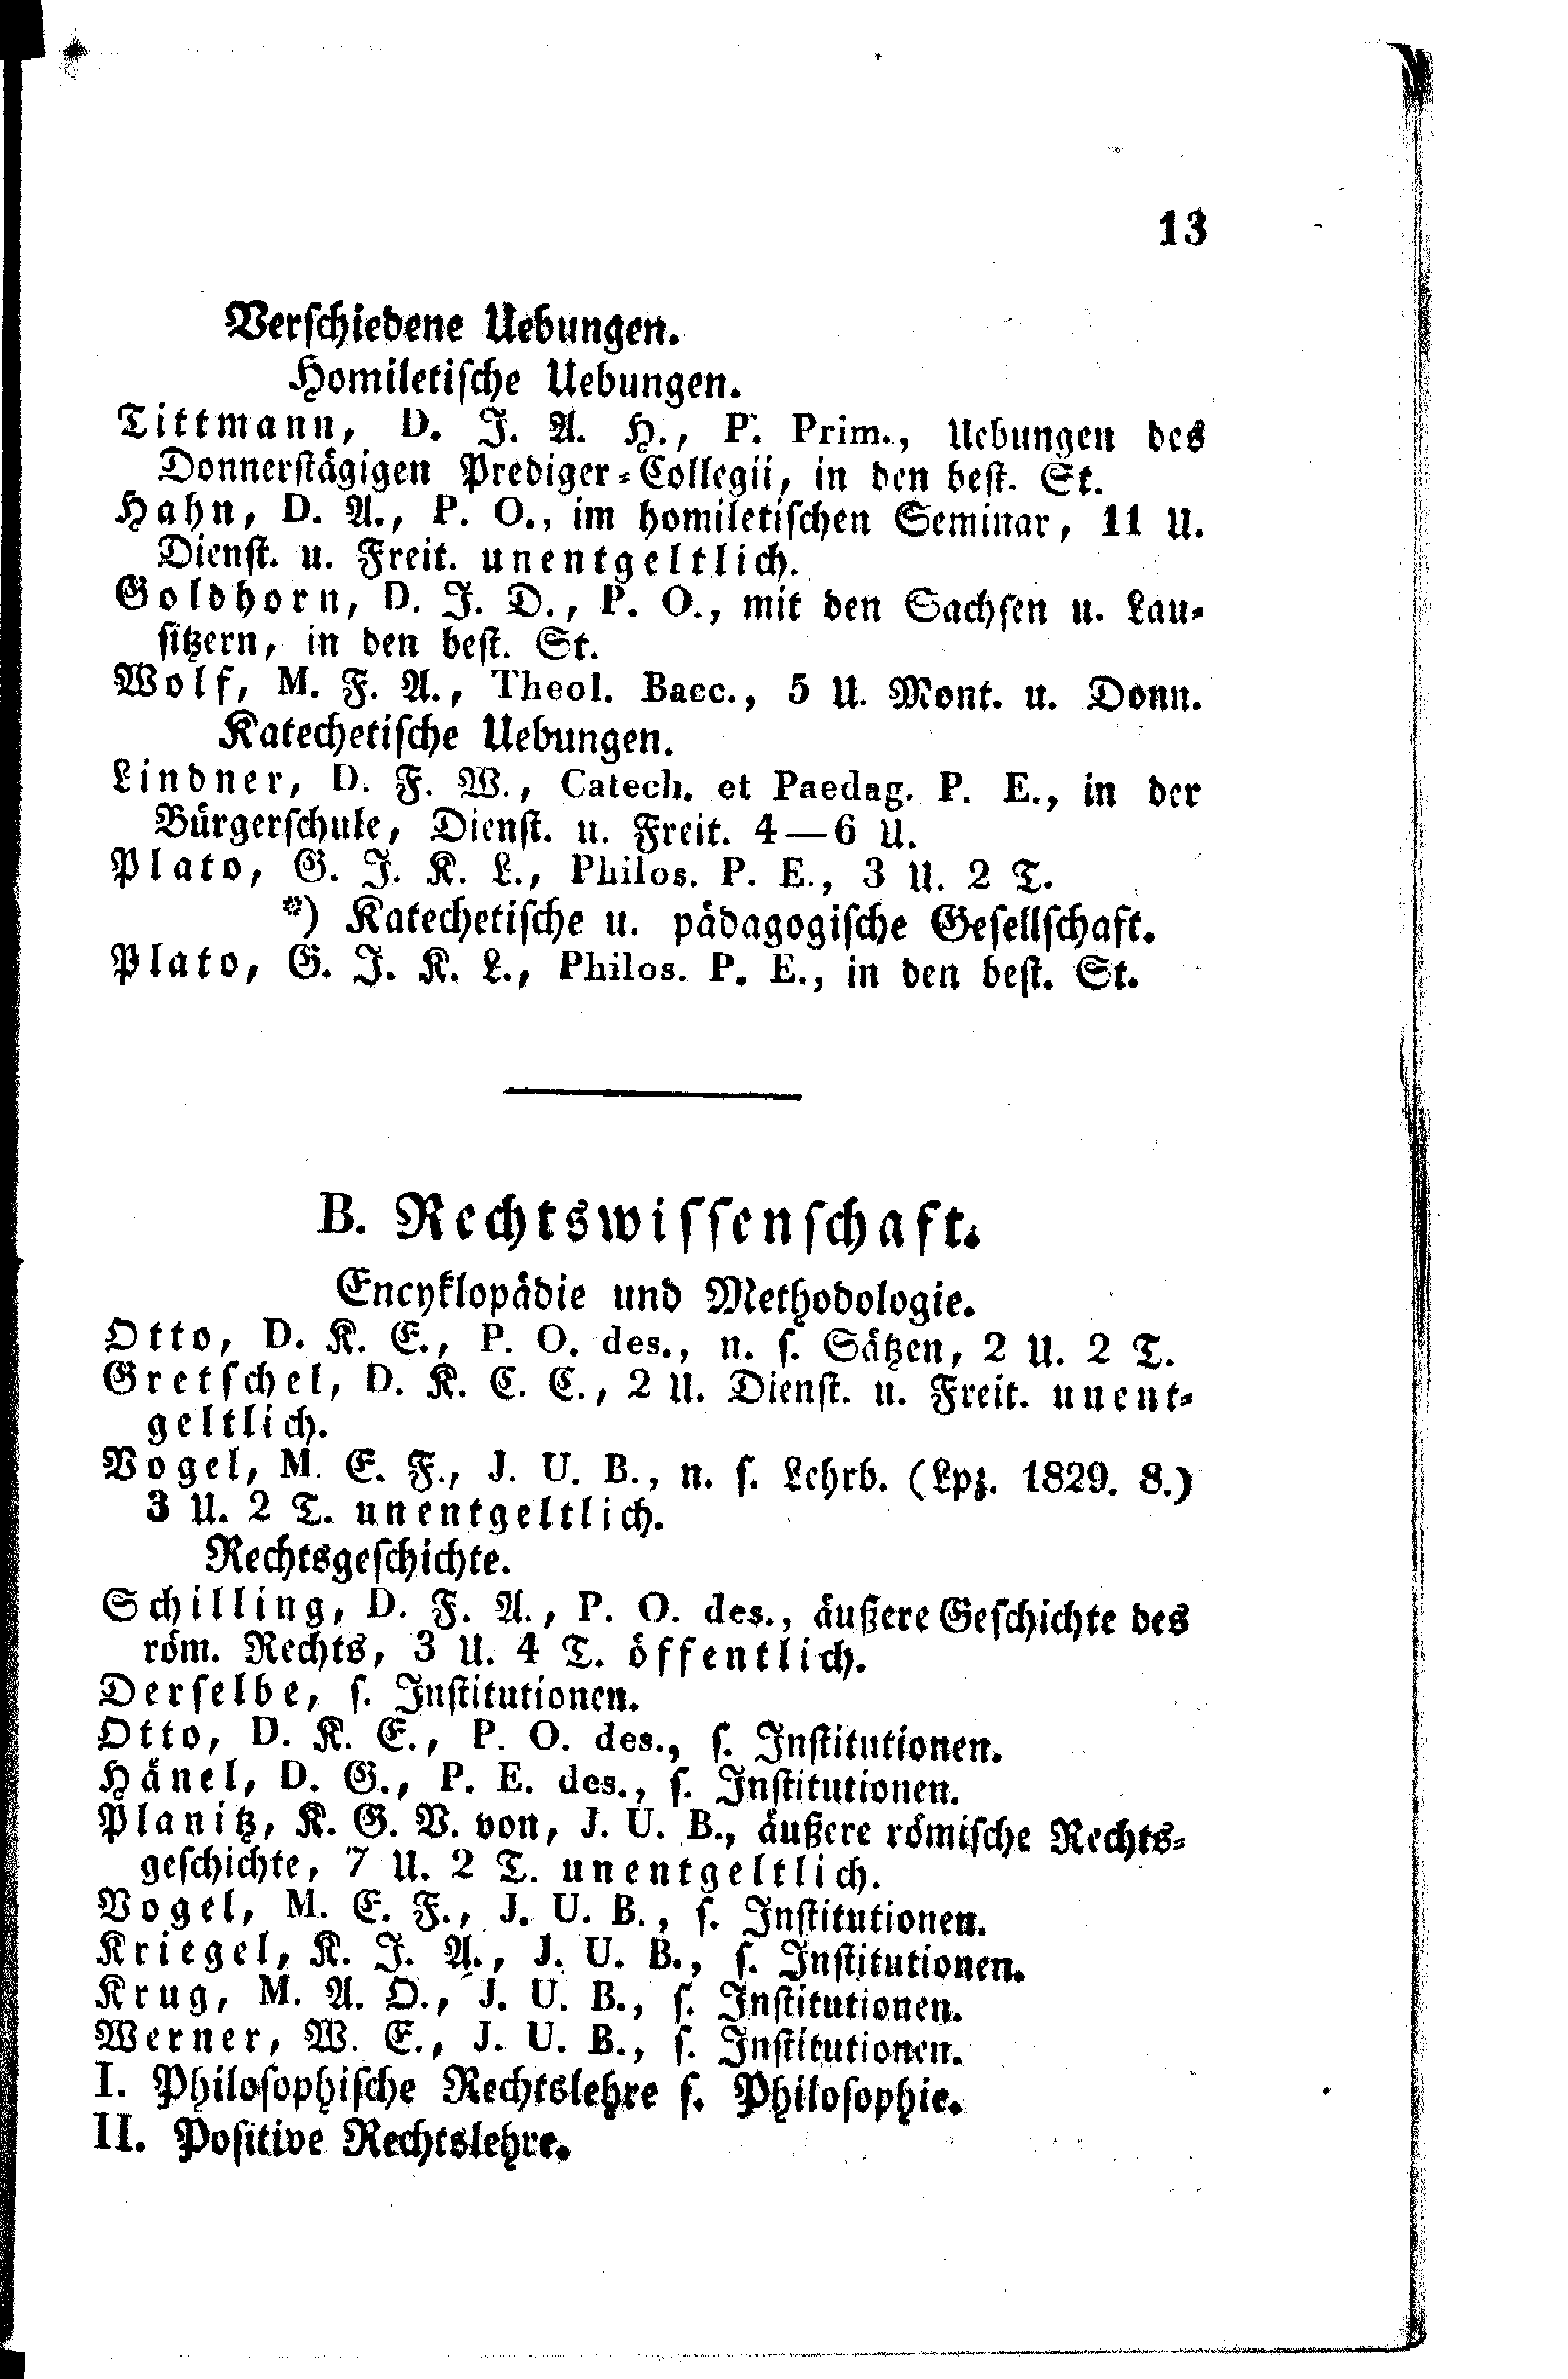 13
Verschiedene Uebungen.
Homiletische Uebungen.
Tittmann, D. J. A. H., P. Prim., Uebungen des
Donnerstägigen Prediger-Collegii, in den best. St.
Hahn, D. A., P. O., im homiletischen Seminar, 11 U.
Dienst. u. Freit. unentgeltlich.
Goldhorn, D. J. D., P. O., mit den Sachsen u. Lau-
sitzern, in den best. St.
Wolf, M. F. A., Theol. Bacc., 5 U. Mont. u. Donn.
Katechetische Uebungen.
Lindner, D. F. W., Catech. et Paedag. P. E., in der
Bürgerschule, Dienst. u. Freit. 4—6 U.
Plato, G. J. K. L., Philos. P. E., 3 U. 2 T.
*) Katechetische u. pädagogische Gesellschaft.
Plato, G. J. K. L., Philos. P. E., in den best. St.
B. Rechtswissenschaft.
Encyklopädie und Methodologie.
Otto, D. K. E., P. O. des., n. s. Sätzen, 2 U. 2 T.
Gretschel, D. K. C. C., 2 U. Dienst. u. Freit. unent-
geltlich.
Vogel, M. E. F., J. U. B., n. s. Lehrb. (Lpz. 1829. 8.)
3 U. 2 T. unentgeltlich.
Rechtsgeschichte.
Schilling, D. F. A., P. O. des., äußere Geschichte des
röm. Rechts, 3 U. 4 T. öffentlich.
Derselbe, s. Institutionen.
Otto, D. K. E., P. O. des., s. Institutionen.
Hänel, D. G., P. E. des., s. Institutionen.
Planitz, K. G. V. von, J. U. B., äußere römische Rechts-
geschichte, 7 U. 2 T. unentgeltlich.
Vogel, M. E. F., J. U. B., s. Institutionen.
Kriegel, K. J. A., J. U. B., s. Institutionen.
Krug, M. A. O., J. U. B., s. Institutionen.
Werner, W. E., J. U. B., s. Institutionen.
I. Philosophische Rechtslehre s. Philosophie.
II. Positive Rechtslehre.